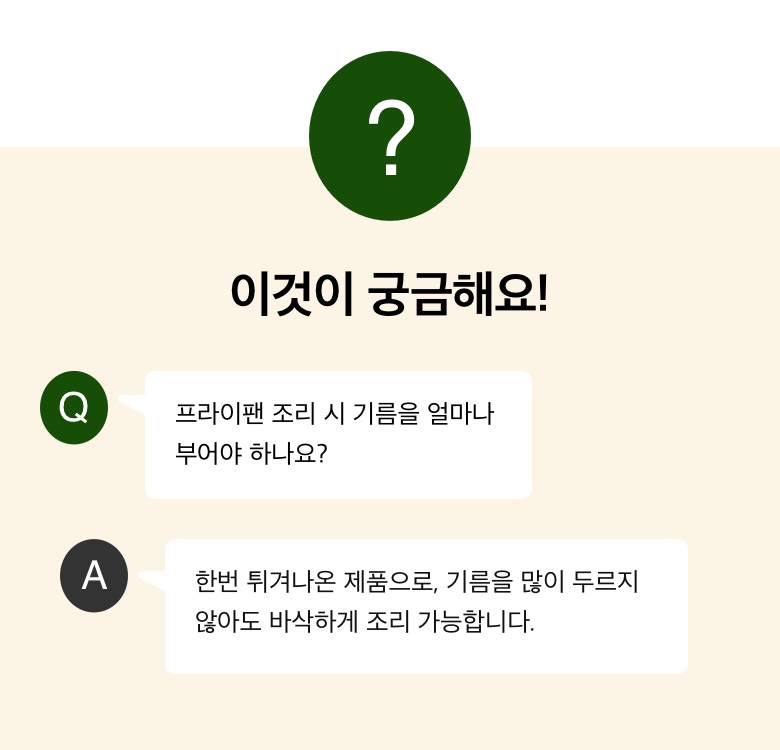 ?
이것이 궁금해요!
Q
프라이팬 조리 시 기름을 얼마나
부어야 하나요?
A
한번 튀겨나온 제품으로, 기름을 많이 두르지
않아도 바삭하게 조리 가능합니다.